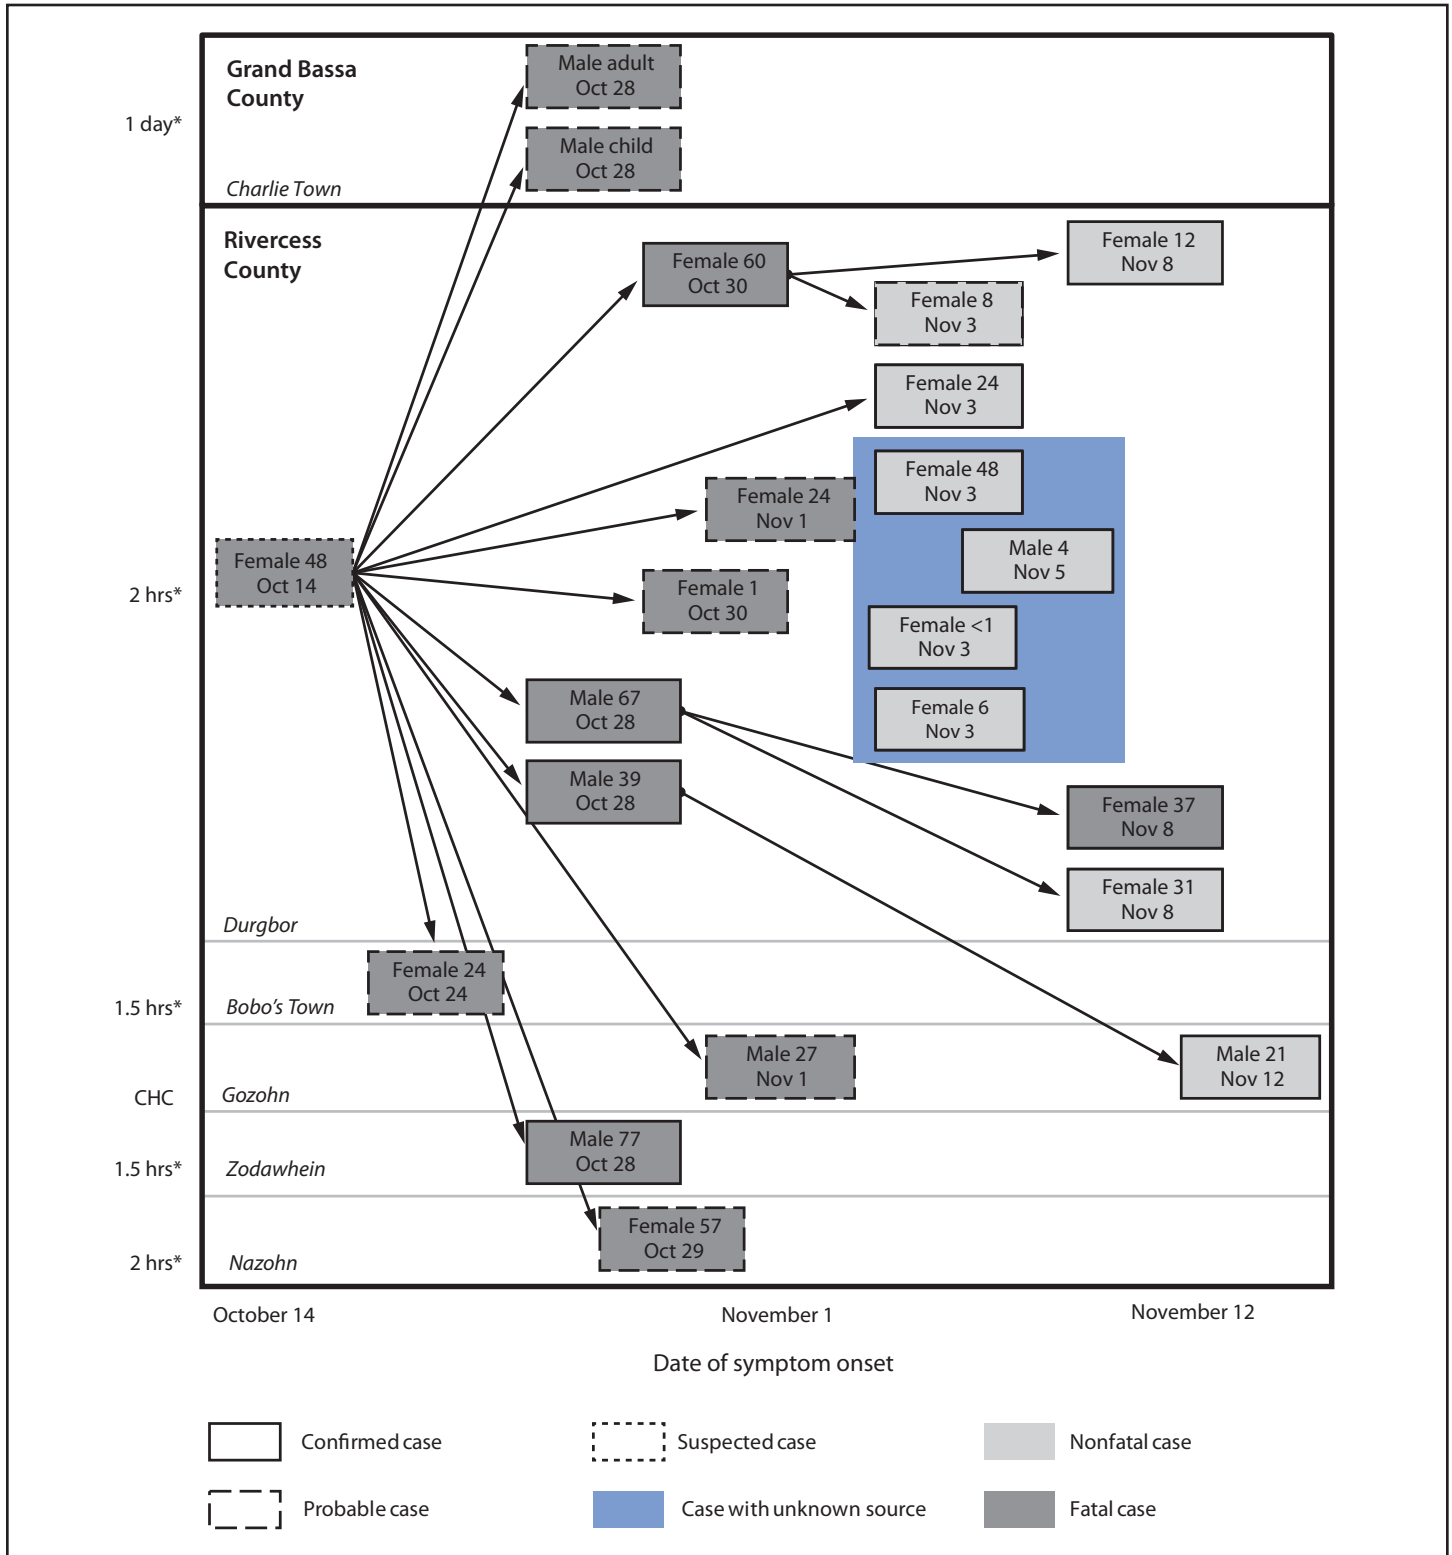 Grand Bassa
County
Male adult
Oct 28
1 day*
Male child
Oct 28
Charlie Town
Rivercess
County
Female 12
Nov 8
Female 60
Oct 30
Female 8
Nov 3
Female 24
Nov 3
Female 48
Nov 3
Female 24
Nov 1
Male 4
Nov 5
Female 48
Oct 14
2 hrs*
Female 1
Oct 30
Female <1
Nov 3
Male 67
Oct 28
Female 6
Nov 3
Male 39
Oct 28
Female 37
Nov 8
Female 31
Nov 8
Durgbor
Female 24
Oct 24
1.5 hrs*
Bobo's Town
Male 27
Nov 1
Male 21
Nov 12
CHC
Gozohn
Male 77
Oct 28
1.5 hrs*
Zodawhein
Female 57
Oct 29
2 hrs*
Nazohn
October 14
November 1
November 12
Date of symptom onset
Confirmed case
Suspected case
Nonfatal case
Probable case
Case with unknown source
Fatal case